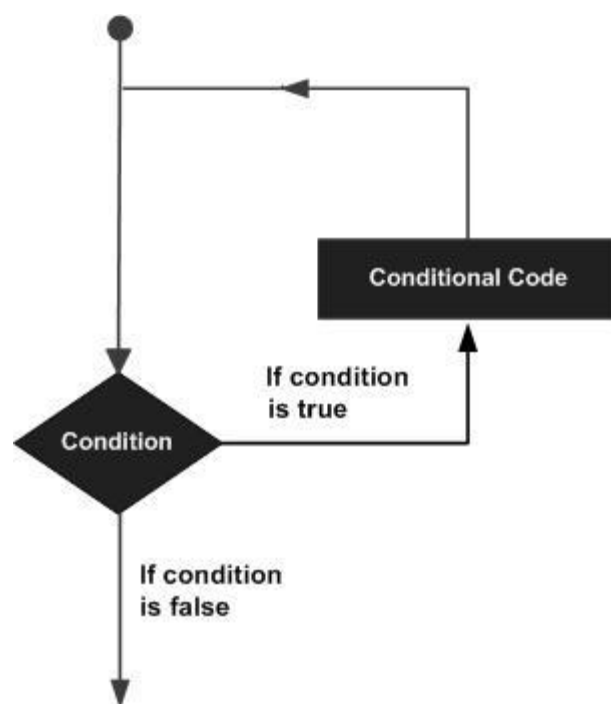 Conditional Code
If condition
is true
Condition
If condition
is false